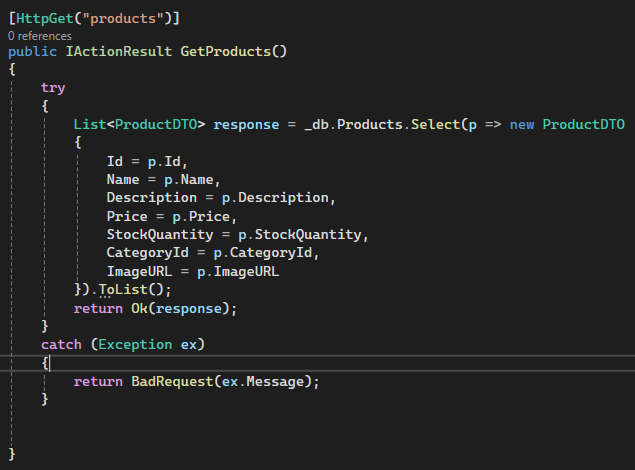 [HttpGet("products")]
0 references
public IActionResult GetProducts()
{
    try
    {
        List<ProductDTO> response = _db.Products.Select(p => new ProductDTO
        {
            Id = p.Id,
            Name = p.Name,
            Description = p.Description,
            Price = p.Price,
            StockQuantity = p.StockQuantity,
            CategoryId = p.CategoryId,
            ImageURL = p.ImageURL
        }).ToList();
        return Ok(response);
    }
    catch (Exception ex)
    {
        return BadRequest(ex.Message);
    }
}